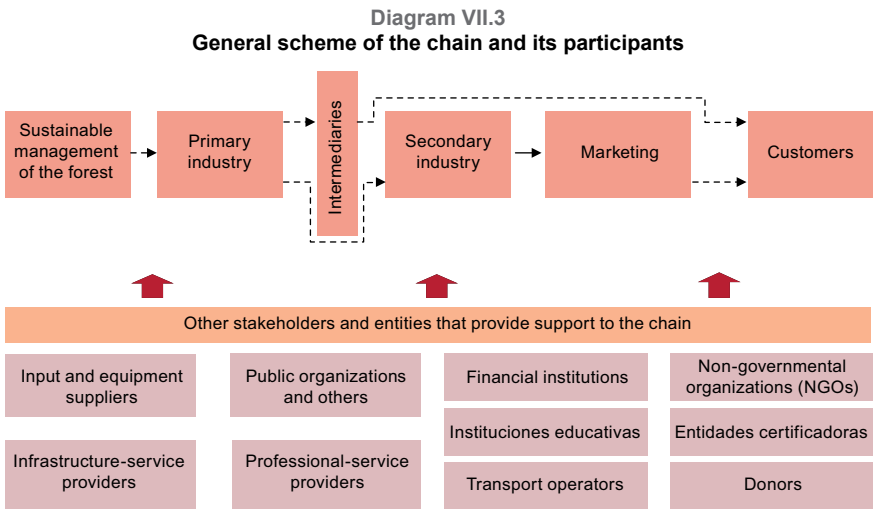 Diagram VII.3
General scheme of the chain and its participants
Sustainable
management
of the forest
Primary
industry
Intermediaries
Secondary
industry
Marketing
Customers
Other stakeholders and entities that provide support to the chain
Input and equipment
suppliers
Public organizations
and others
Financial institutions
Non-governmental
organizations (NGOs)
Instituciones educativas
Entidades certificadoras
Infrastructure-service
providers
Professional-service
providers
Transport operators
Donors